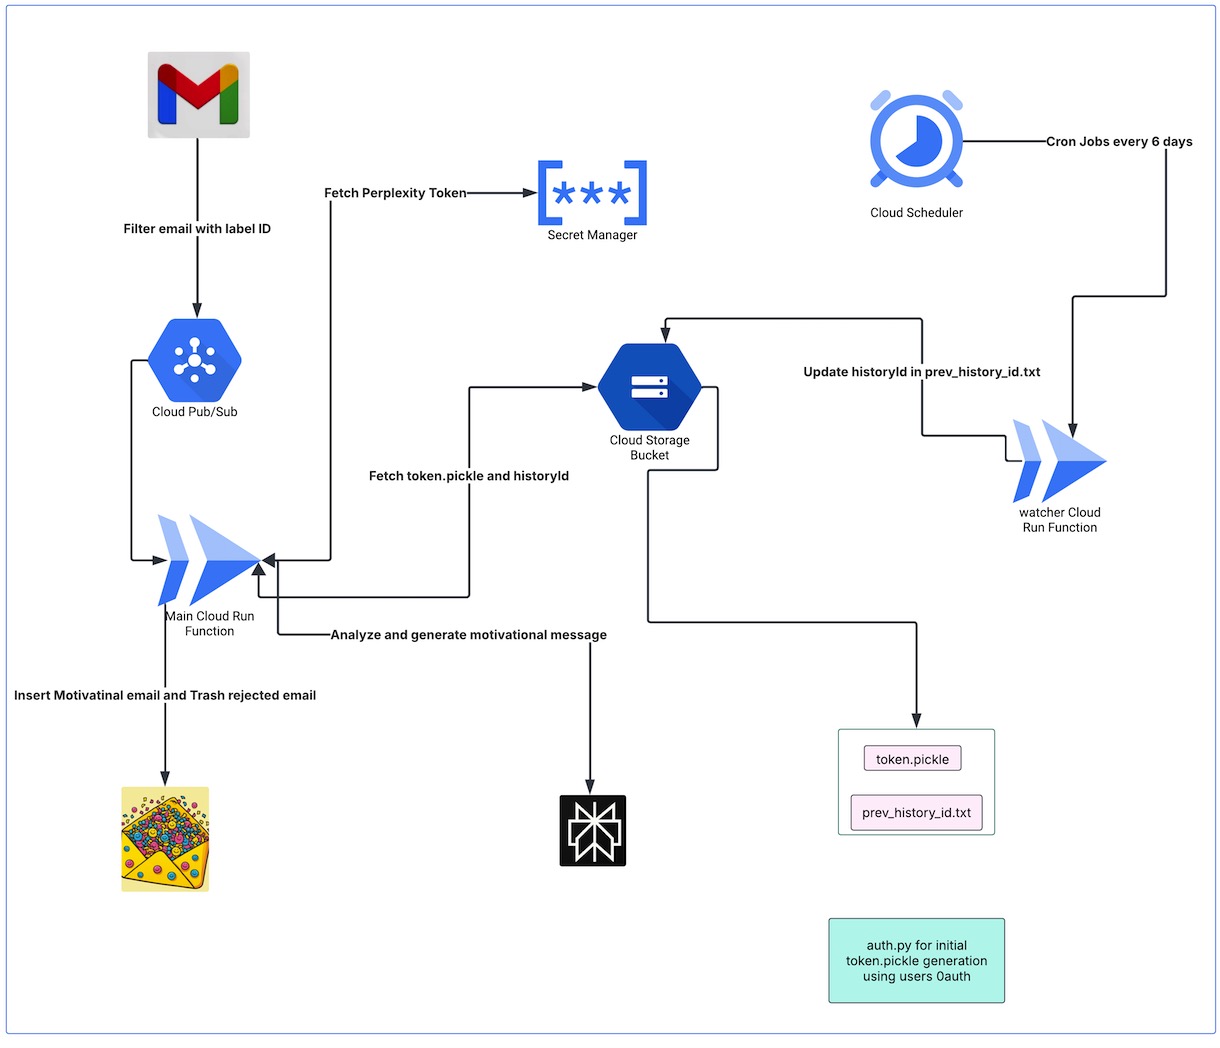 Cron Jobs every 6 days
Fetch Perplexity Token
Cloud Scheduler
Filter email with label ID
***
Secret Manager
Update historyId in prev_history_id.txt
Cloud Pub/Sub
Cloud Storage
Bucket
Fetch token.pickle and historyId
watcher Cloud
Run Function
Main Cloud Run
Function
Analyze and generate motivational message
Insert Motivatinal email and Trash rejected email
token.pickle
prev_history_id.txt
auth.py for initial
token.pickle generation
using users 0auth